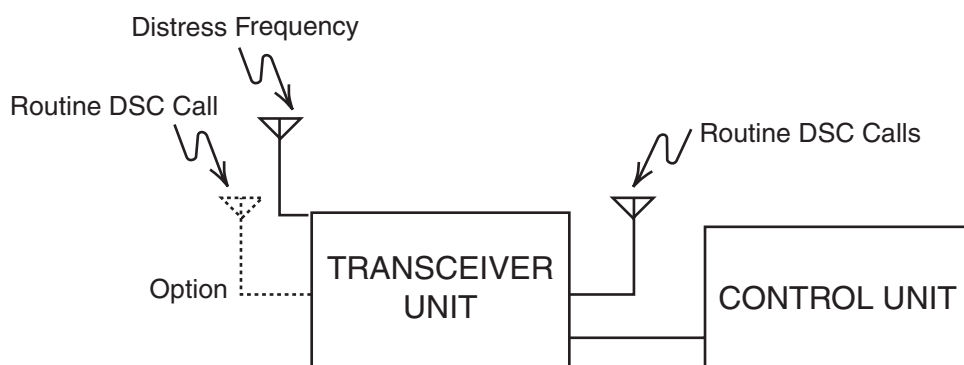 Distress Frequency
Routine DSC Call
Routine DSC Calls
Option
TRANSCEIVER
UNIT
CONTROL UNIT